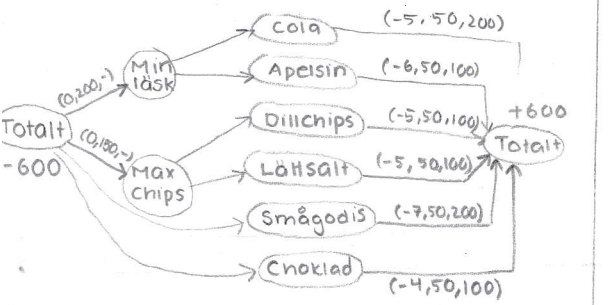 Cola
(-5, 50, 200)
Min
läsk
(0,200,-)
Apelsin
(-6,50,100)
Totalt
-600
(0,150,-)
Max
chips
Dillchips
(-5,50,100)
+600
Totalt
Lättsalt
(-5, 50,100)
Smågodis
(-7,50,200)
Choklad
(-4,50,100)